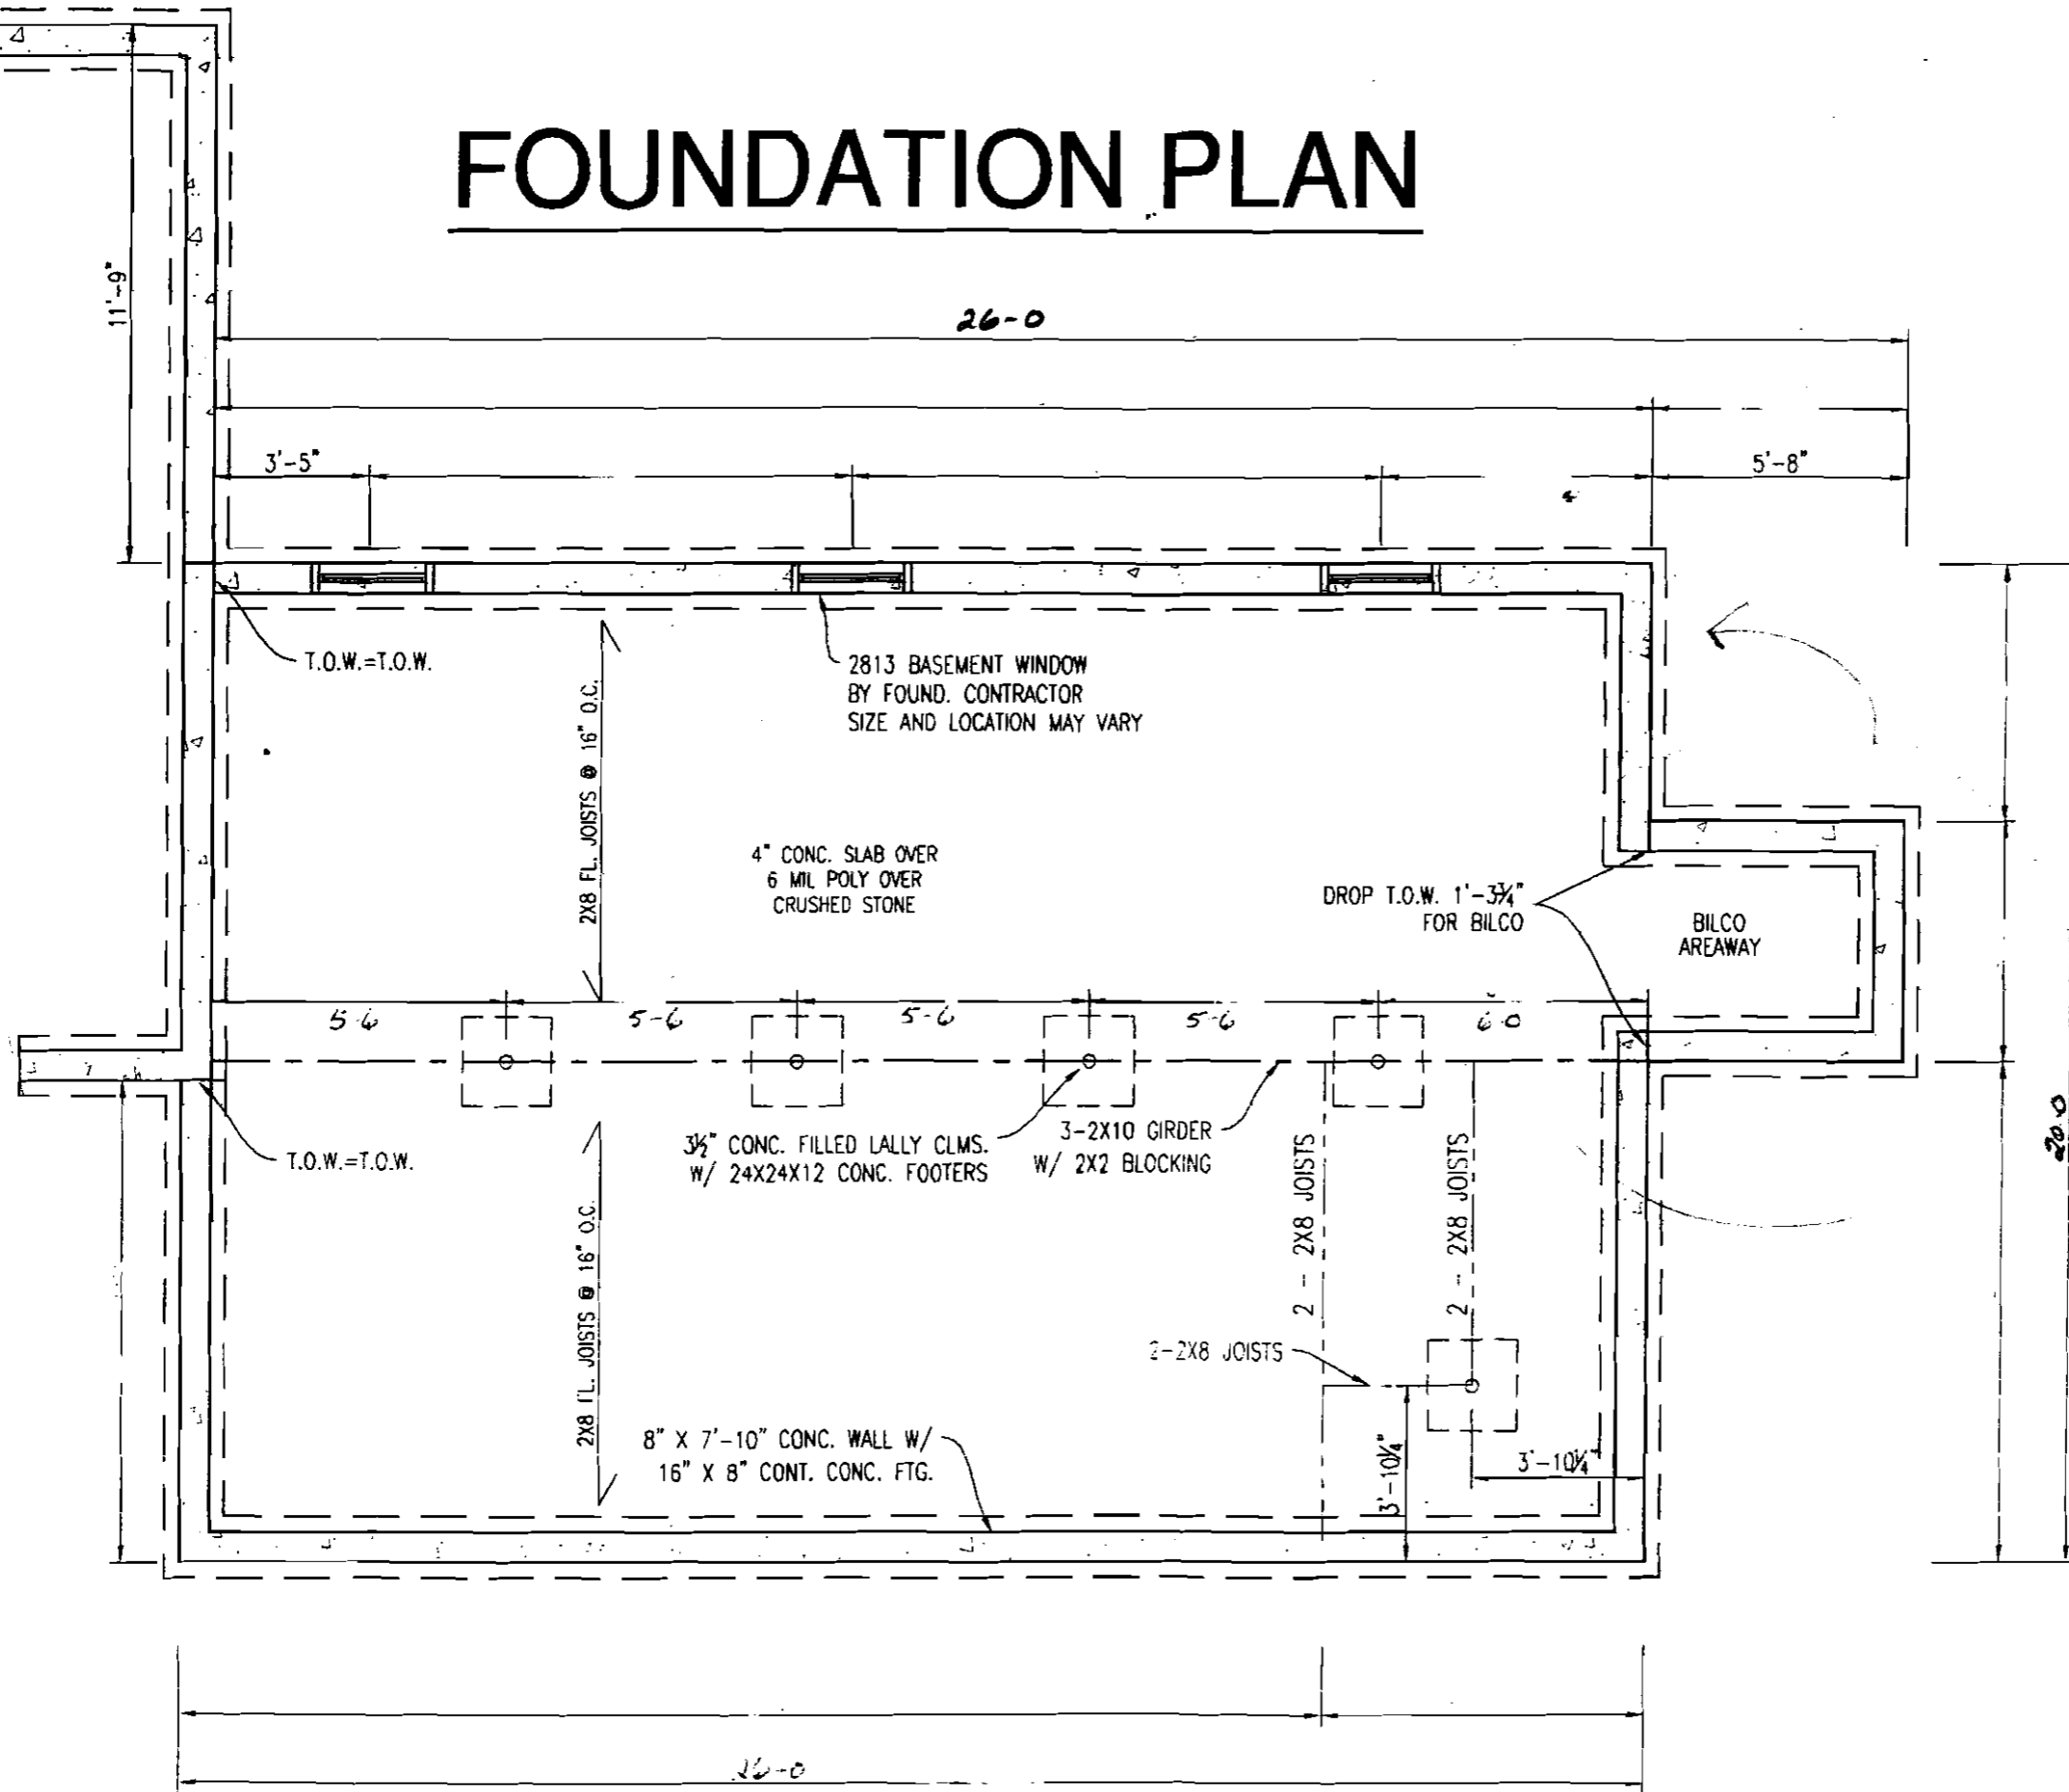 FOUNDATION PLAN
11'-9"
26-0
3'-5"
5'-8"
T.O.W.=T.O.W.
2813 BASEMENT WINDOW
BY FOUND. CONTRACTOR
SIZE AND LOCATION MAY VARY
2X8 FL. JOISTS @ 16" O.C.
4" CONC. SLAB OVER
6 MIL POLY OVER
CRUSHED STONE
DROP T.O.W. 1'-3¾"
FOR BILCO
BILCO
AREAWAY
5-6
5-6
5-6
5-6
6-0
T.O.W.=T.O.W.
3½" CONC. FILLED LALLY CLMS.
W/ 24X24X12 CONC. FOOTERS
3-2X10 GIRDER
W/ 2X2 BLOCKING
2 - 2X8 JOISTS
2 - 2X8 JOISTS
20-0
2X8 FL. JOISTS @ 16" O.C.
2-2X8 JOISTS
8" X 7'-10" CONC. WALL W/
16" X 8" CONT. CONC. FTG.
3'-10¼"
3'-10¼"
26-0